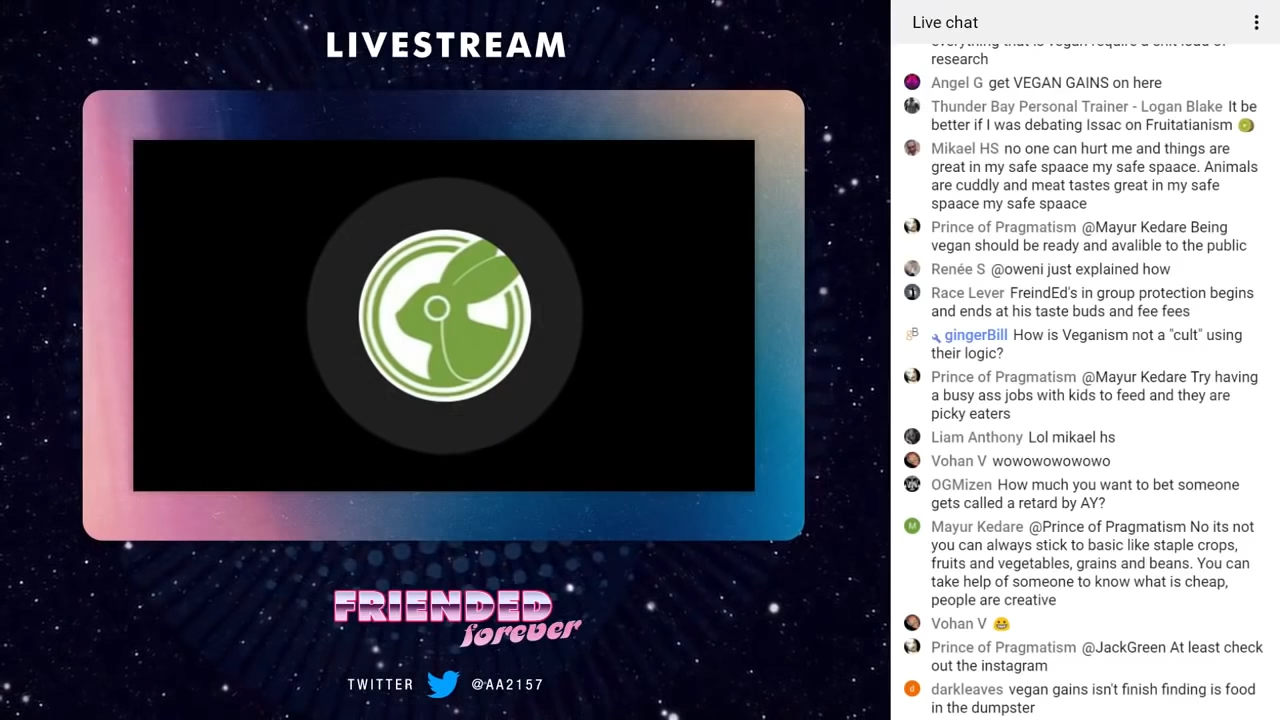 LIVESTREAM
FRIENDED
forever
TWITTER @AA2157
Live chat
research
Angel G get VEGAN GAINS on here
Thunder Bay Personal Trainer - Logan Blake It be
better if I was debating Issac on Fruitatianism
Mikael HS no one can hurt me and things are
great in my safe spaace my safe spaace. Animals
are cuddly and meat tastes great in my safe
spaace my safe spaace
Prince of Pragmatism @Mayur Kedare Being
vegan should be ready and avalible to the public
Renée S @oweni just explained how
Race Lever FreindEd's in group protection begins
and ends at his taste buds and fee fees
gB gingerBill How is Veganism not a "cult" using
their logic?
Prince of Pragmatism @Mayur Kedare Try having
a busy ass jobs with kids to feed and they are
picky eaters
Liam Anthony Lol mikael hs
Vohan V wowowowowowo
OGMizen How much you want to bet someone
gets called a retard by AY?
M Mayur Kedare @Prince of Pragmatism No its not
you can always stick to basic like staple crops,
fruits and vegetables, grains and beans. You can
take help of someone to know what is cheap,
people are creative
Vohan V 😬
Prince of Pragmatism @JackGreen At least check
out the instagram
d darkleaves vegan gains isn't finish finding is food
in the dumpster